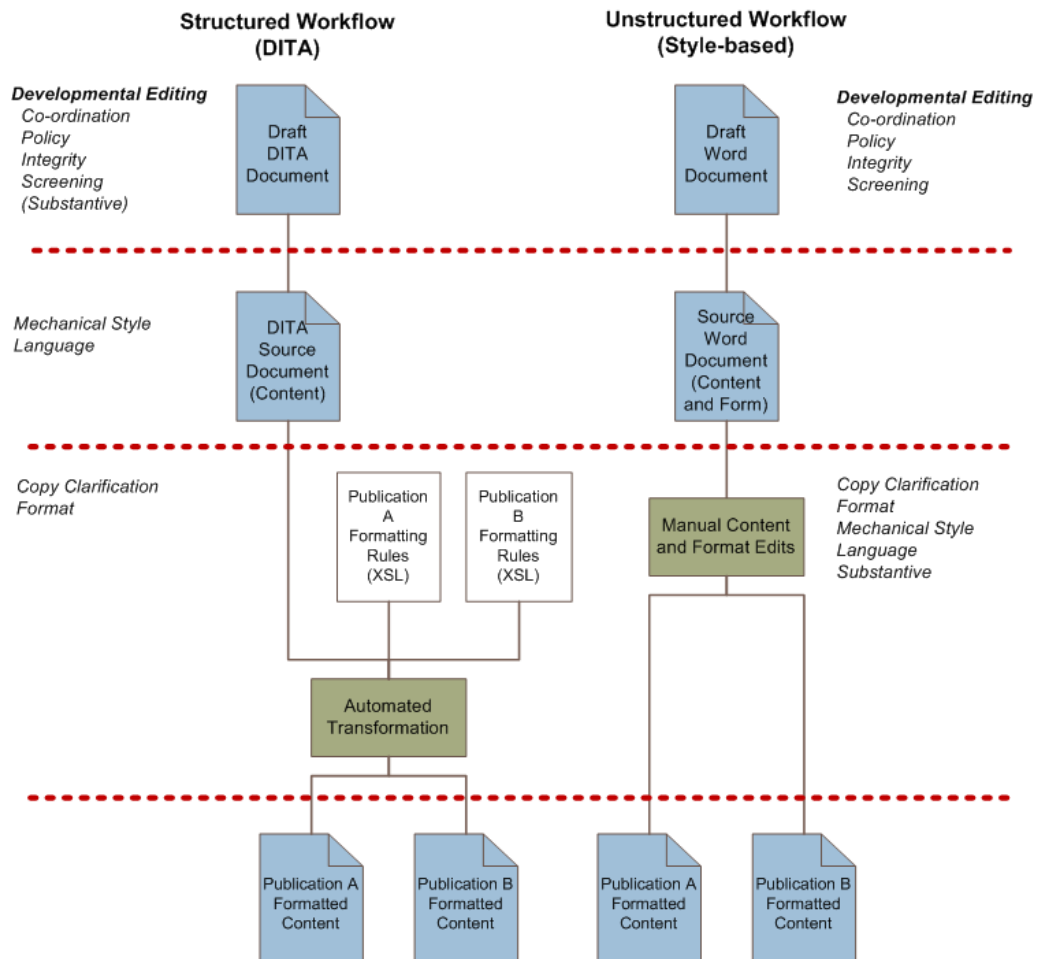 Structured Workflow
(DITA)
Unstructured Workflow
(Style-based)
Developmental Editing
Co-ordination
Policy
Integrity
Screening
(Substantive)
Draft
DITA
Document
Draft
Word
Document
Developmental Editing
Co-ordination
Policy
Integrity
Screening
Mechanical Style
Language
DITA
Source
Document
(Content)
Source
Word
Document
(Content
and Form)
Copy Clarification
Format
Publication
A
Formatting
Rules
(XSL)
Publication
B
Formatting
Rules
(XSL)
Manual Content
and Format Edits
Copy Clarification
Format
Mechanical Style
Language
Substantive
Automated
Transformation
Publication A
Formatted
Content
Publication B
Formatted
Content
Publication A
Formatted
Content
Publication B
Formatted
Content